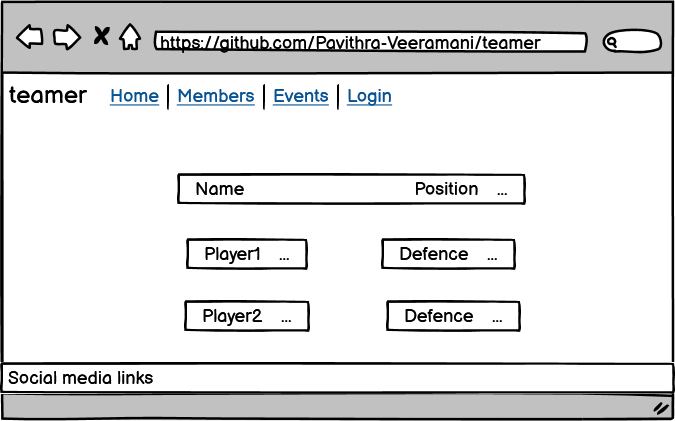 https://github.com/Pavithra-Veeramani/teamer
teamer Home Members Events Login
Name Position ...
Player1 ... Defence ...
Player2 ... Defence ...
Social media links